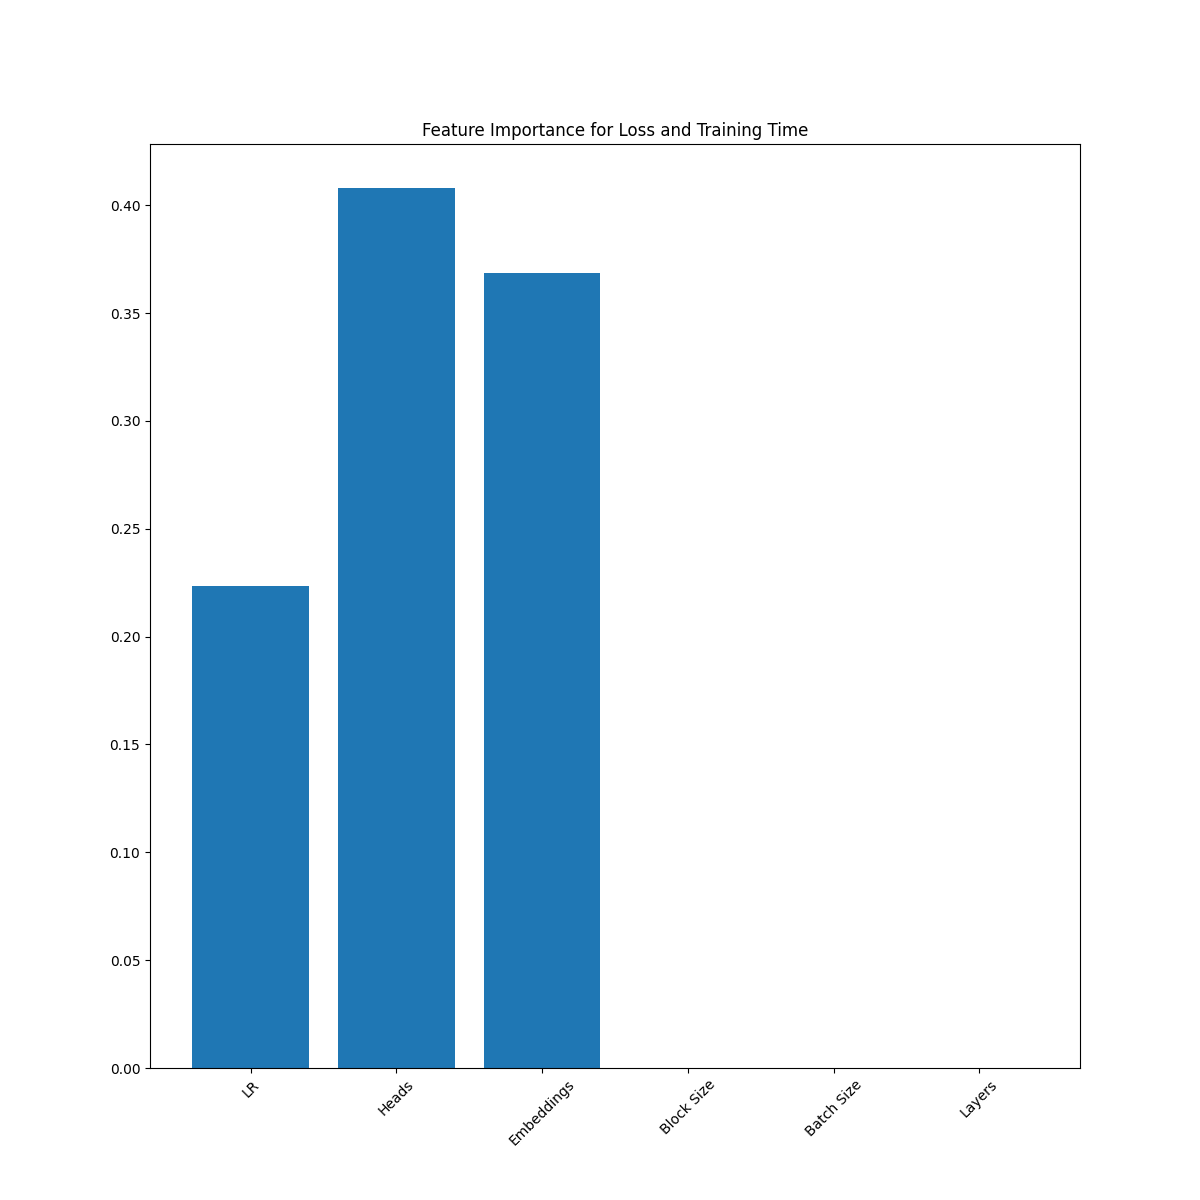 Feature Importance for Loss and Training Time
0.40
0.35
0.30
0.25
0.20
0.15
0.10
0.05
0.00
LR
Heads
Embeddings
Block Size
Batch Size
Layers